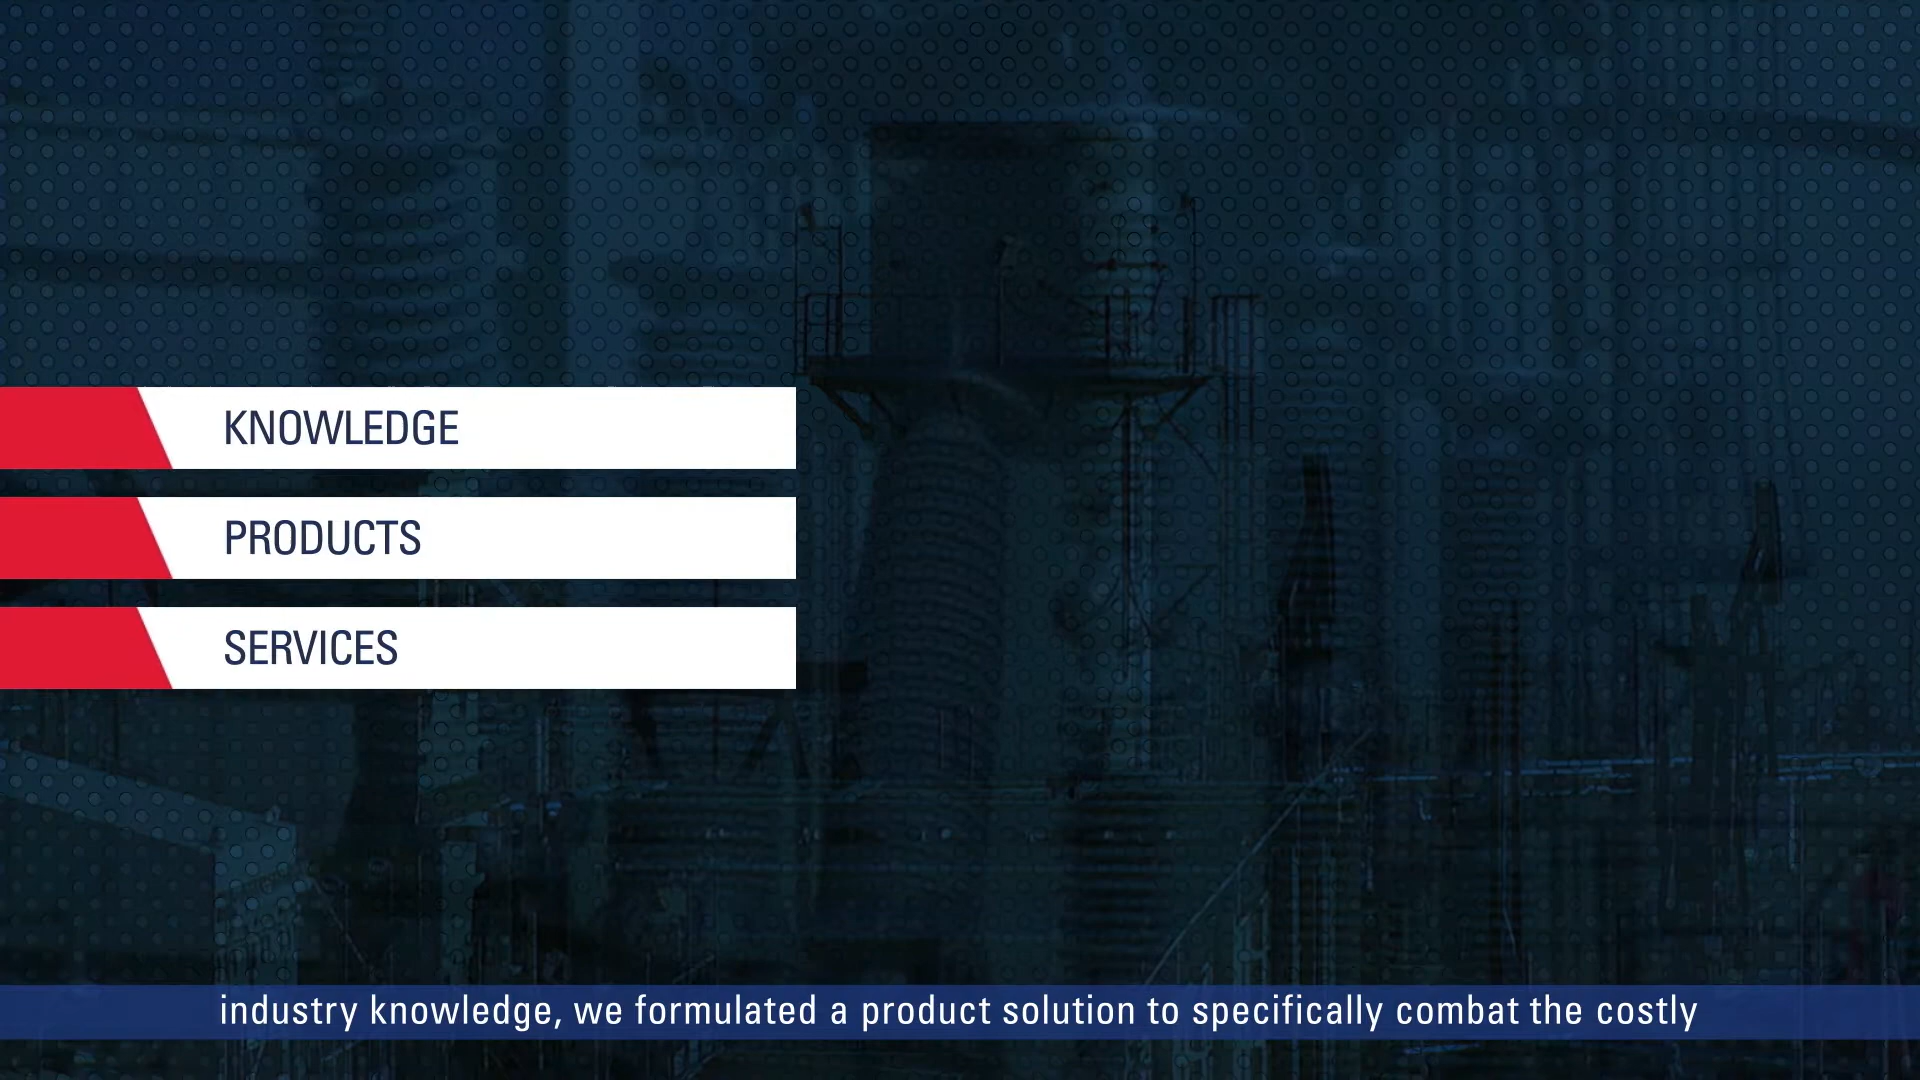 KNOWLEDGE
PRODUCTS
SERVICES
industry knowledge, we formulated a product solution to specifically combat the costly